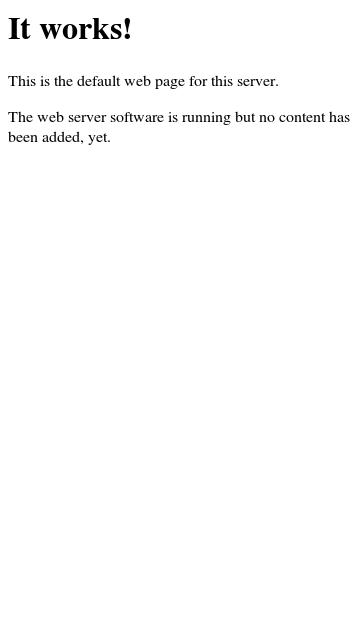 It works!
This is the default web page for this server.
The web server software is running but no content has
been added, yet.